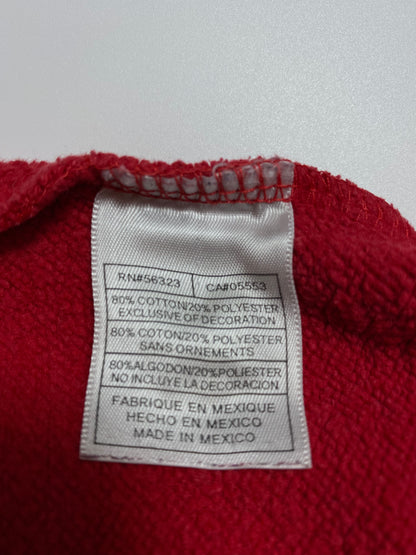 RN#56323 CA#05553
80% COTTON/20% POLYESTER
EXCLUSIVE OF DECORATION
80% COTON/20% POLYESTER
SANS ORNEMENTS
80%ALGODON/20%POLIESTER
NO INCLUYE LA DECORACION
FABRIQUE EN MEXIQUE
HECHO EN MEXICO
MADE IN MEXICO